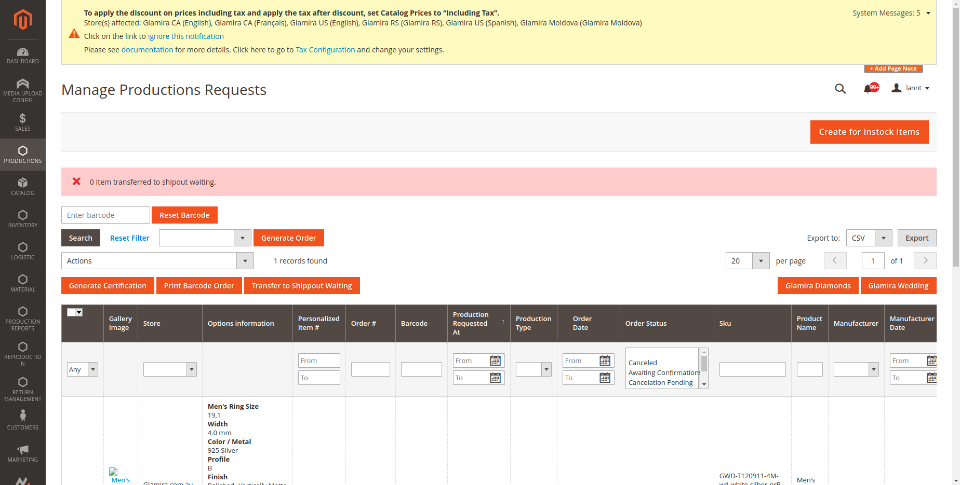 To apply the discount on prices including tax and apply the tax after discount, set Catalog Prices to "Including Tax".
System Messages: 5
Store(s) affected: Glamira CA (English), Glamira CA (Français), Glamira US (English), Glamira RS (Glamira RS), Glamira US (Spanish), Glamira Moldova (Glamira Moldova)
Click on the link to ignore this notification
Please see documentation for more details. Click here to go to Tax Configuration and change your settings.
+ Add Page Note
DASHBOARD
MEDIA UPLOAD CONFIG
SALES
PRODUCTIONS
CATALOG
INVENTORY
LOGISTIC
MATERIAL
PRODUCTION REPORTS
REPRODUCTIO
N
RETURN MANAGEMENT
CUSTOMERS
MARKETING
Manage Productions Requests
99+
Create for Instock Items
0 Item transferred to shipout waiting.
Enter barcode
Reset Barcode
Search
Reset Filter
Generate Order
Export to:
CSV
Export
Actions
1 records found
20
per page
1
of 1
Generate Certification
Print Barcode Order
Transfer to Shippout Waiting
Glamira Diamonds
Glamira Wedding
Gallery Image
Store
Options information
Personalized Item #
Order #
Barcode
Production Requested At
↑
Production Type
Order Date
Order Status
Sku
Product Name
Manufacturer
Manufacturer Date
Any
From
To
From
To
From
To
Canceled
Awaiting Confirmation
Cancelation Pending
From
To
Men's Ring Size
19,1
Width
4.0 mm
Color / Metal
925 Silver
Profile
B
Finish
Men's
GWD-T120911-4M-
Men's